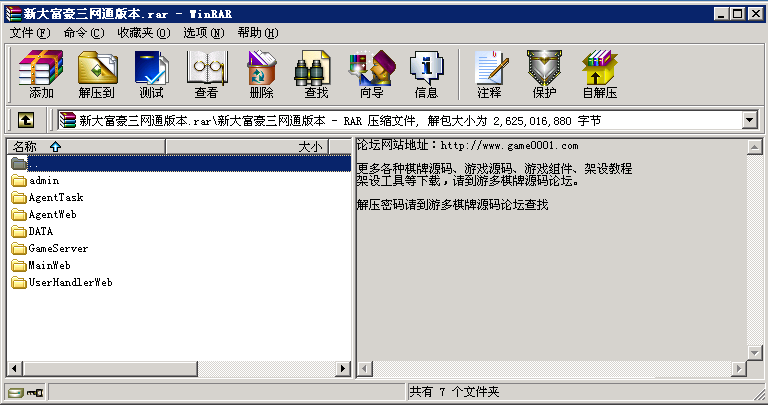 新大富豪三网通版本.rar - WinRAR
文件(F) 命令(C) 收藏夹(O) 选项(N) 帮助(H)
添加 解压到 测试 查看 删除 查找 向导 信息 注释 保护 自解压
新大富豪三网通版本.rar\新大富豪三网通版本 - RAR 压缩文件, 解包大小为 2,625,016,880 字节
名称 大小
..
admin
AgentTask
AgentWeb
DATA
GameServer
MainWeb
UserHandlerWeb
论坛网站地址：http://www.game0001.com
更多各种棋牌源码、游戏源码、游戏组件、架设教程
架设工具等下载，请到游多棋牌源码论坛。
解压密码请到游多棋牌源码论坛查找
共有 7 个文件夹